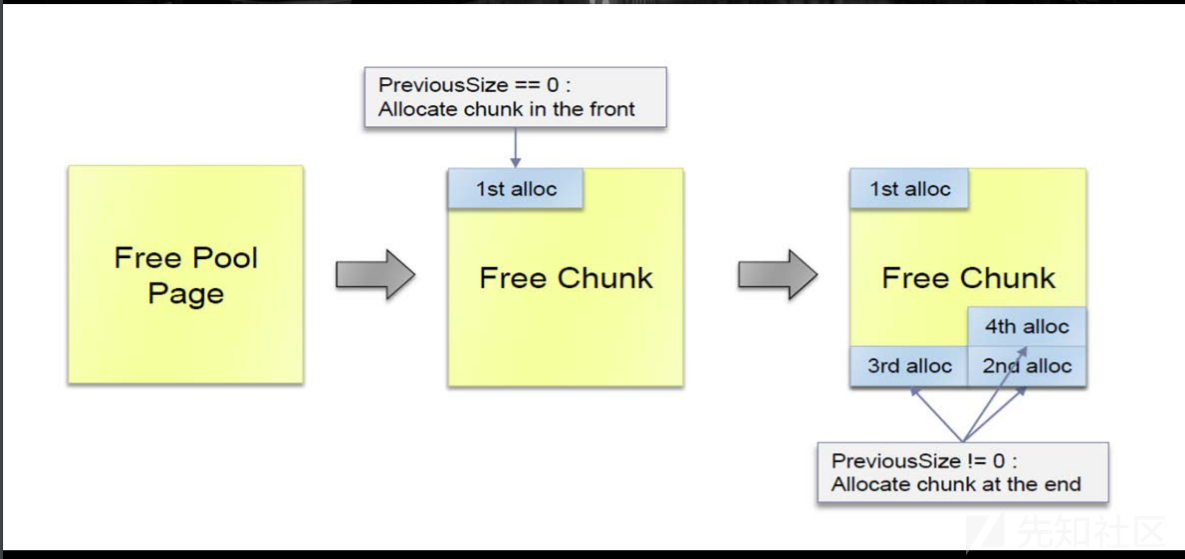 PreviousSize == 0 :
Allocate chunk in the front
Free Pool
Page
1st alloc
Free Chunk
1st alloc
Free Chunk
4th alloc
3rd alloc
2nd alloc
PreviousSize != 0 :
Allocate chunk at the end
先知社区